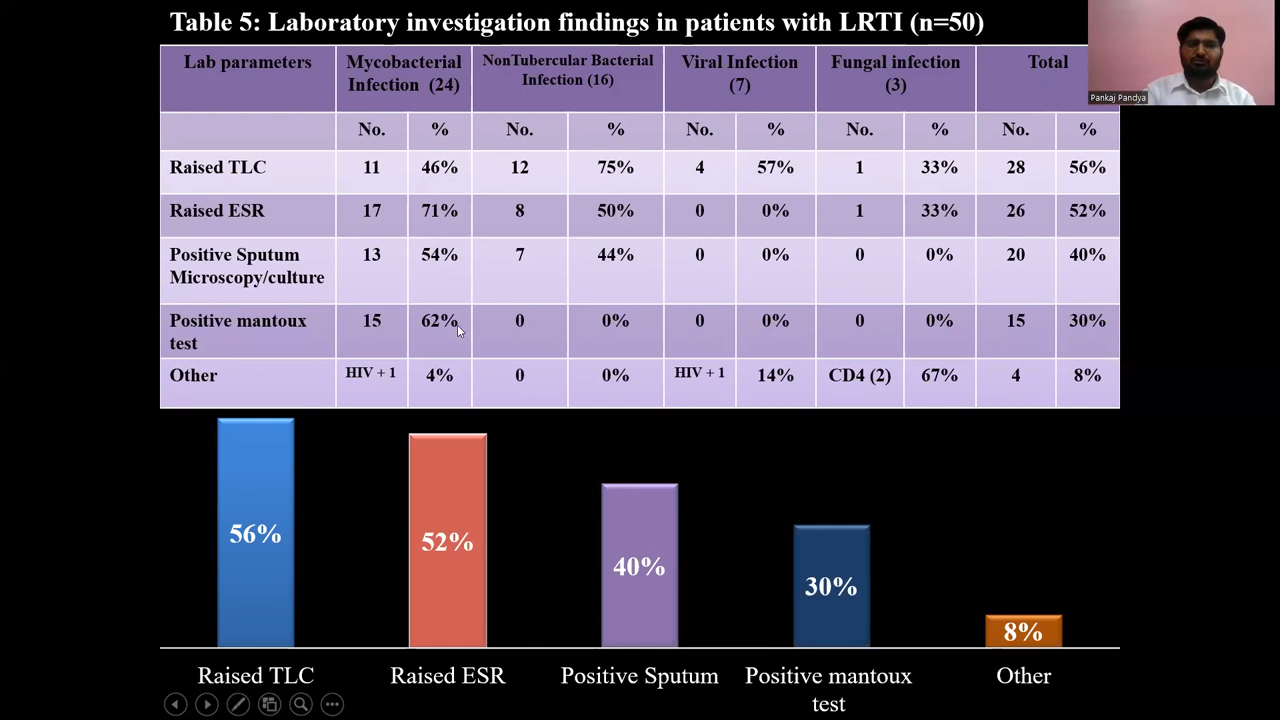 Table 5: Laboratory investigation findings in patients with LRTI (n=50)
Pankaj Pandya
Lab parameters
Mycobacterial
Infection (24)
NonTubercular Bacterial
Infection (16)
Viral Infection
(7)
Fungal infection
(3)
Total
No. % No. % No. % No. % No. %
Raised TLC 11 46% 12 75% 4 57% 1 33% 28 56%
Raised ESR 17 71% 8 50% 0 0% 1 33% 26 52%
Positive Sputum
Microscopy/culture 13 54% 7 44% 0 0% 0 0% 20 40%
Positive mantoux
test 15 62% 0 0% 0 0% 0 0% 15 30%
Other HIV + 1 4% 0 0% HIV + 1 14% CD4 (2) 67% 4 8%
56%
52%
40%
30%
8%
Raised TLC
Raised ESR
Positive Sputum
Positive mantoux
test
Other